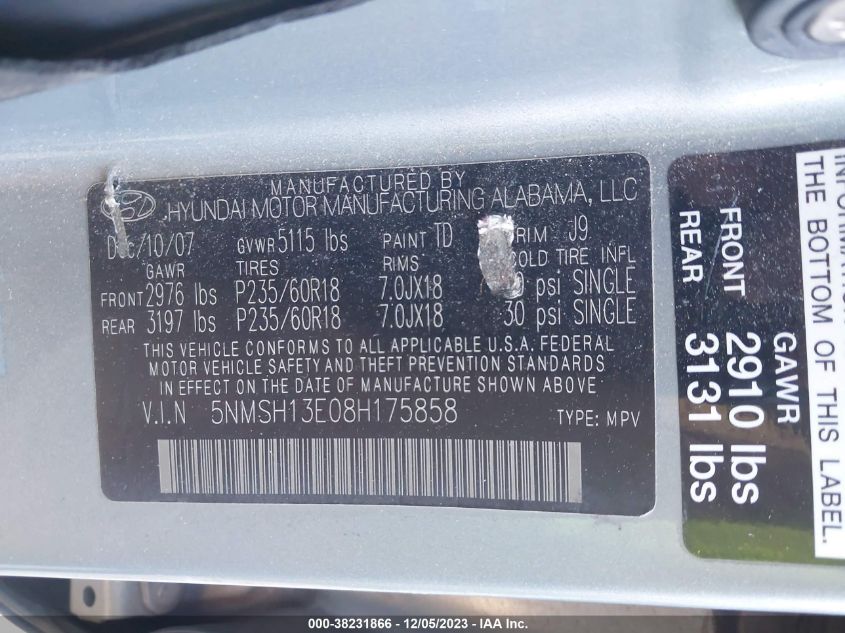 MANUFACTURED BY
HYUNDAI MOTOR MANUFACTURING ALABAMA, LLC
/10/07 GVWR 5115 lbs PAINT TD J9
GAWR TIRES RIMS COLD TIRE INFL
FRONT 2976 lbs P235/60R18 7.0JX18 psi SINGLE
REAR 3197 lbs P235/60R18 7.0JX18 30 psi SINGLE
THIS VEHICLE CONFORMS TO ALL APPLICABLE U.S.A. FEDERAL
MOTOR VEHICLE SAFETY AND THEFT PREVENTION STANDARDS
IN EFFECT ON THE DATE OF MANUFACTURE SHOWN ABOVE
V.I.N 5NMSH13E08H175858 TYPE: MPV
GAWR
FRONT 2910 lbs
REAR 3131 lbs
THE BOTTOM OF THIS LABEL.
000-38231866 - 12/05/2023 - IAA Inc.